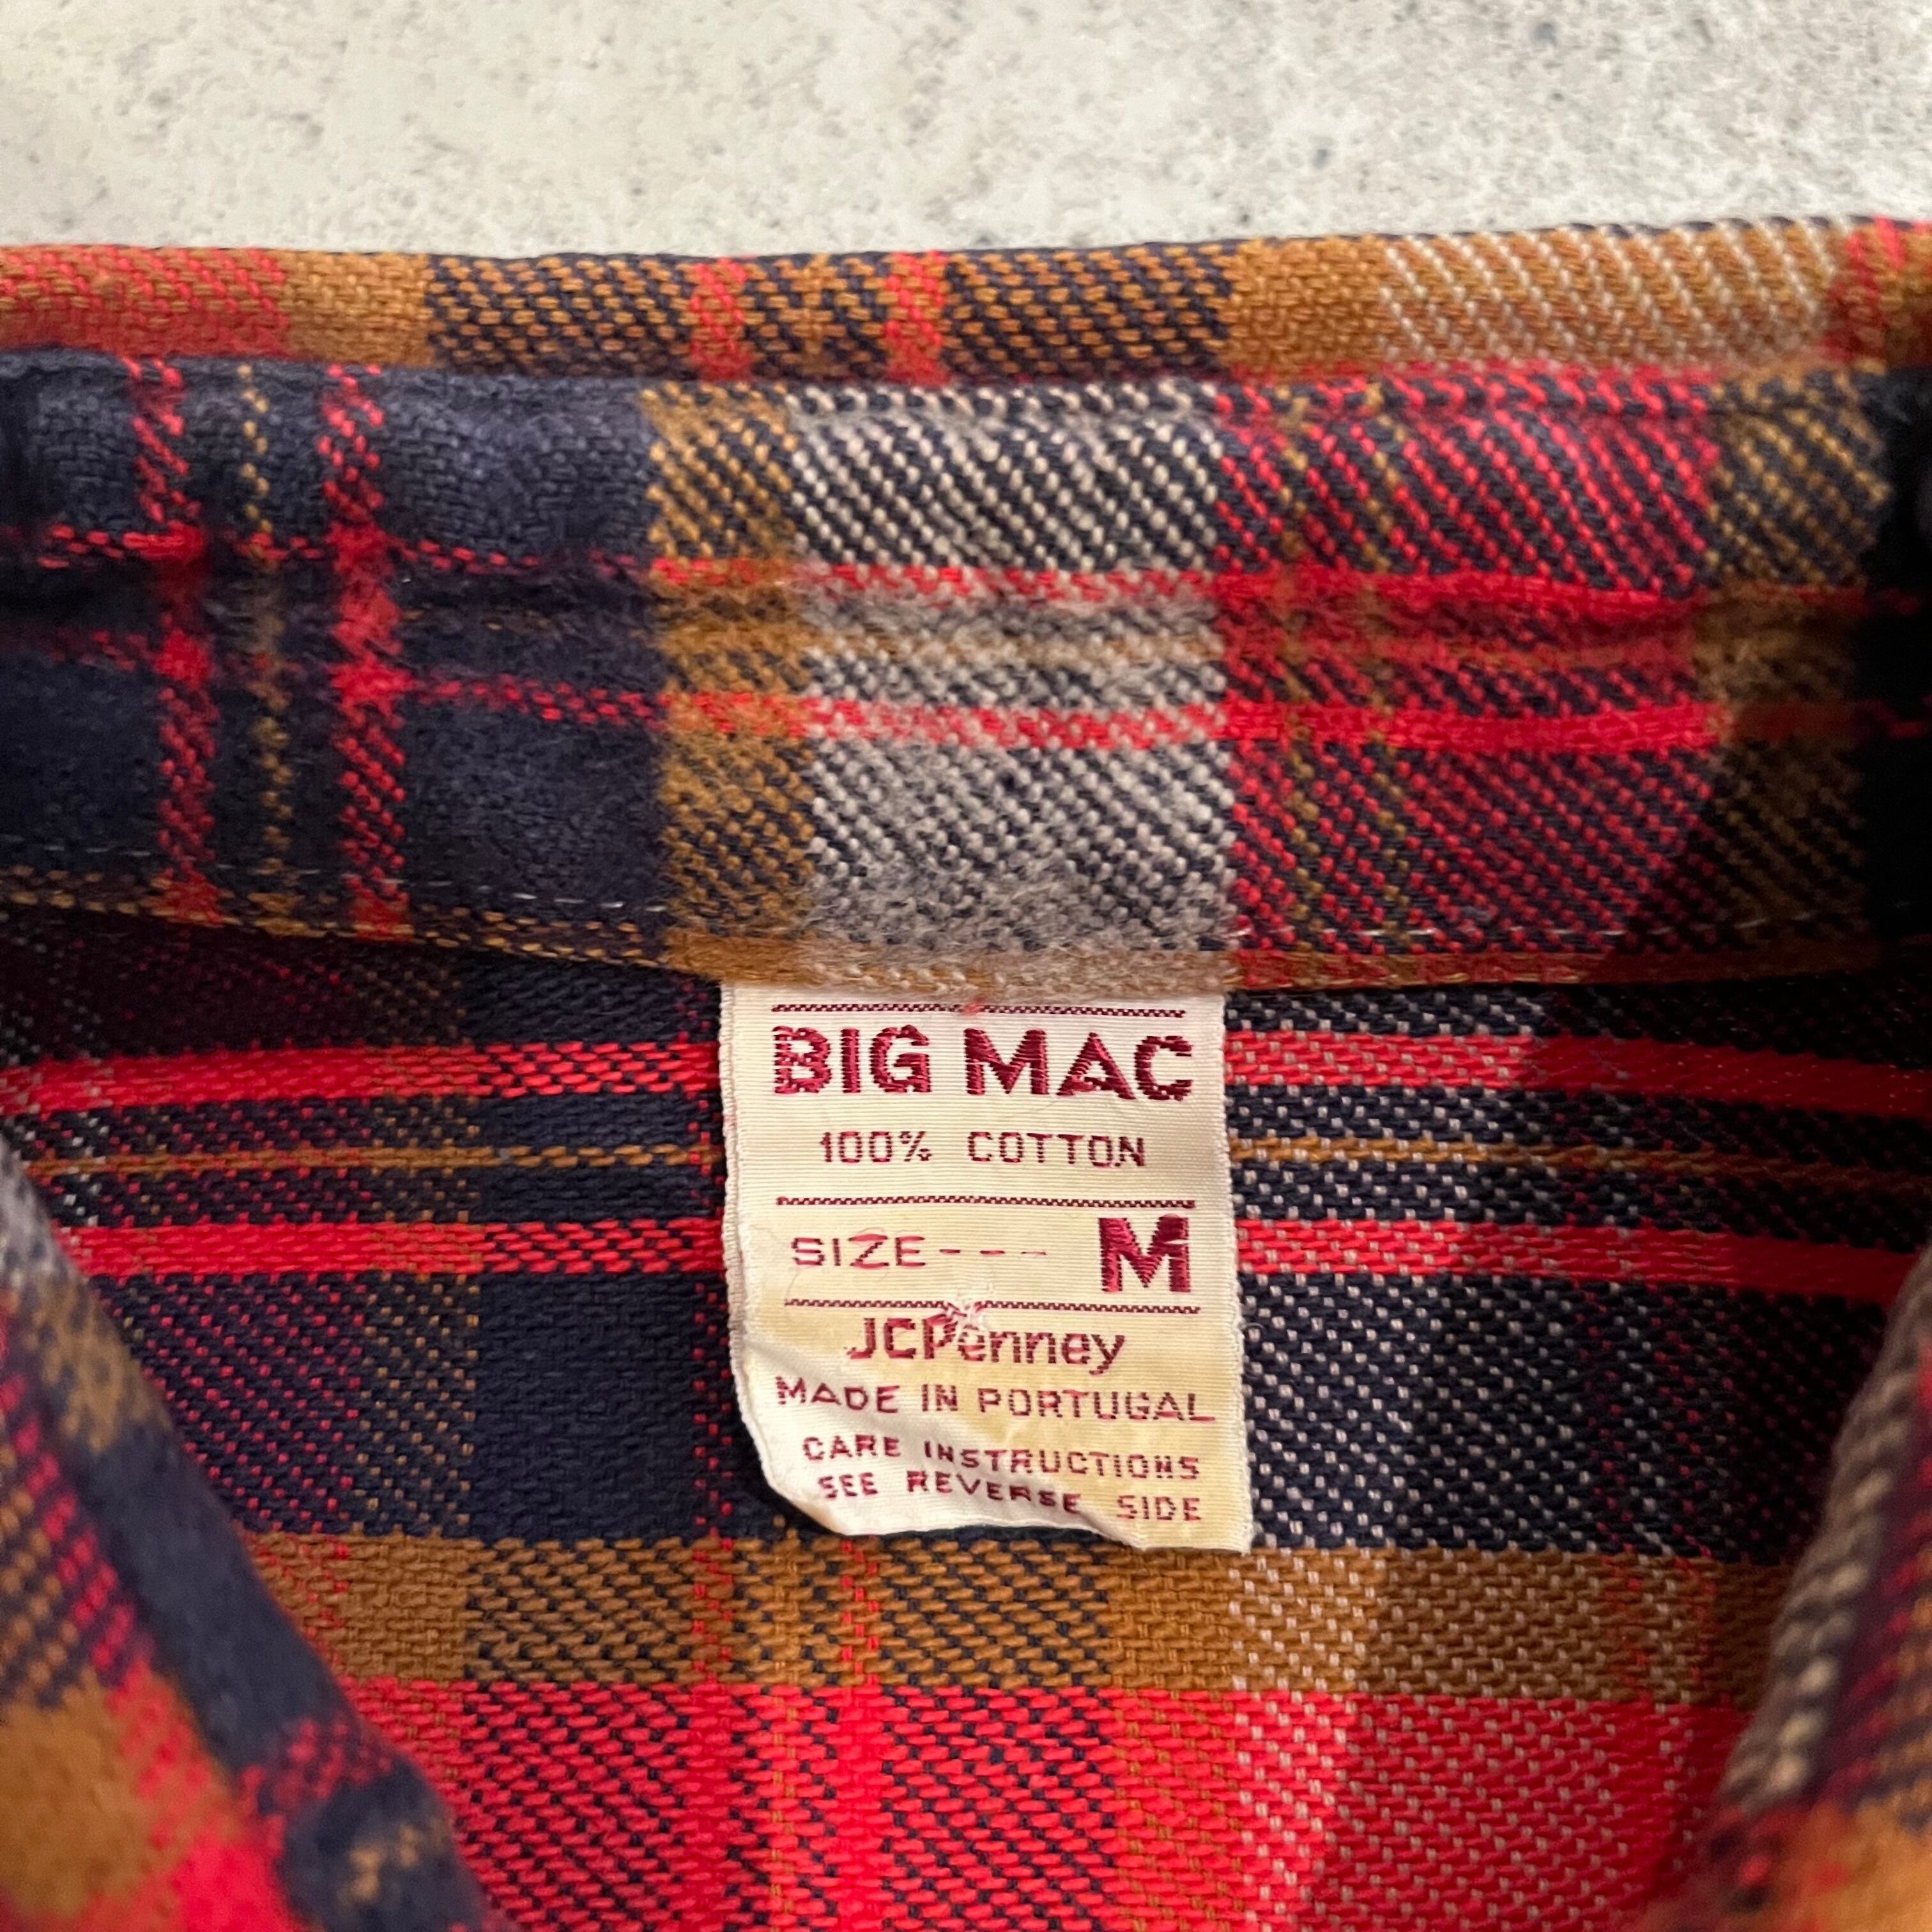 BIG MAC
100% COTTON
SIZE--- M
JCPenney
MADE IN PORTUGAL
CARE INSTRUCTIONS
SEE REVERSE SIDE